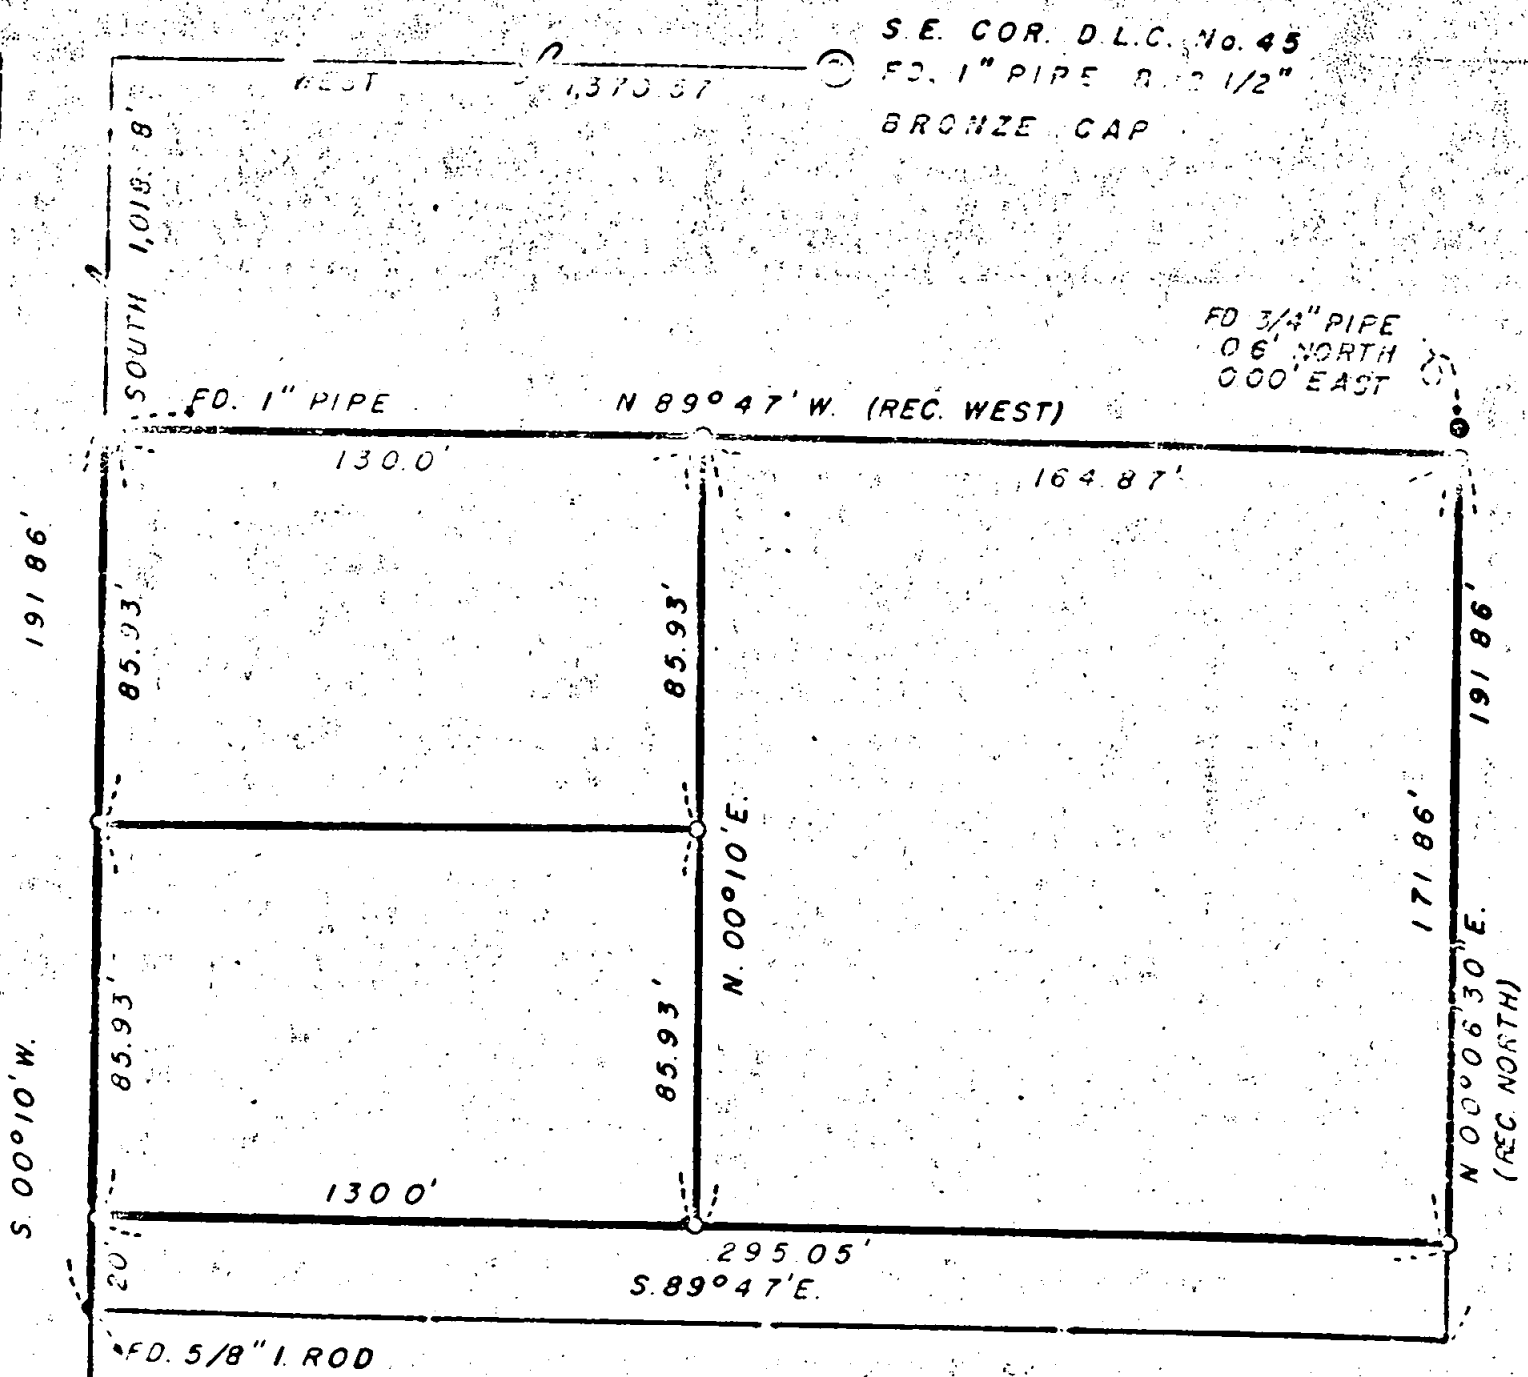 S.E. COR. D.L.C. No. 45
FD. 1" PIPE 2 1/2"
BRONZE CAP
WEST
SOUTH
FD 3/4" PIPE
0.6' NORTH
0.00' EAST
FD. 1" PIPE
N 89° 47' W. (REC. WEST)
130.0'
164.87'
191.86'
85.93'
85.93'
191.86'
171.86'
N. 00°10' E.
85.93'
85.93'
S. 00°10' W.
N 00°06'30" E.
(REC. NORTH)
130.0'
295.05'
S. 89° 47' E.
20'
FD. 5/8" I. ROD